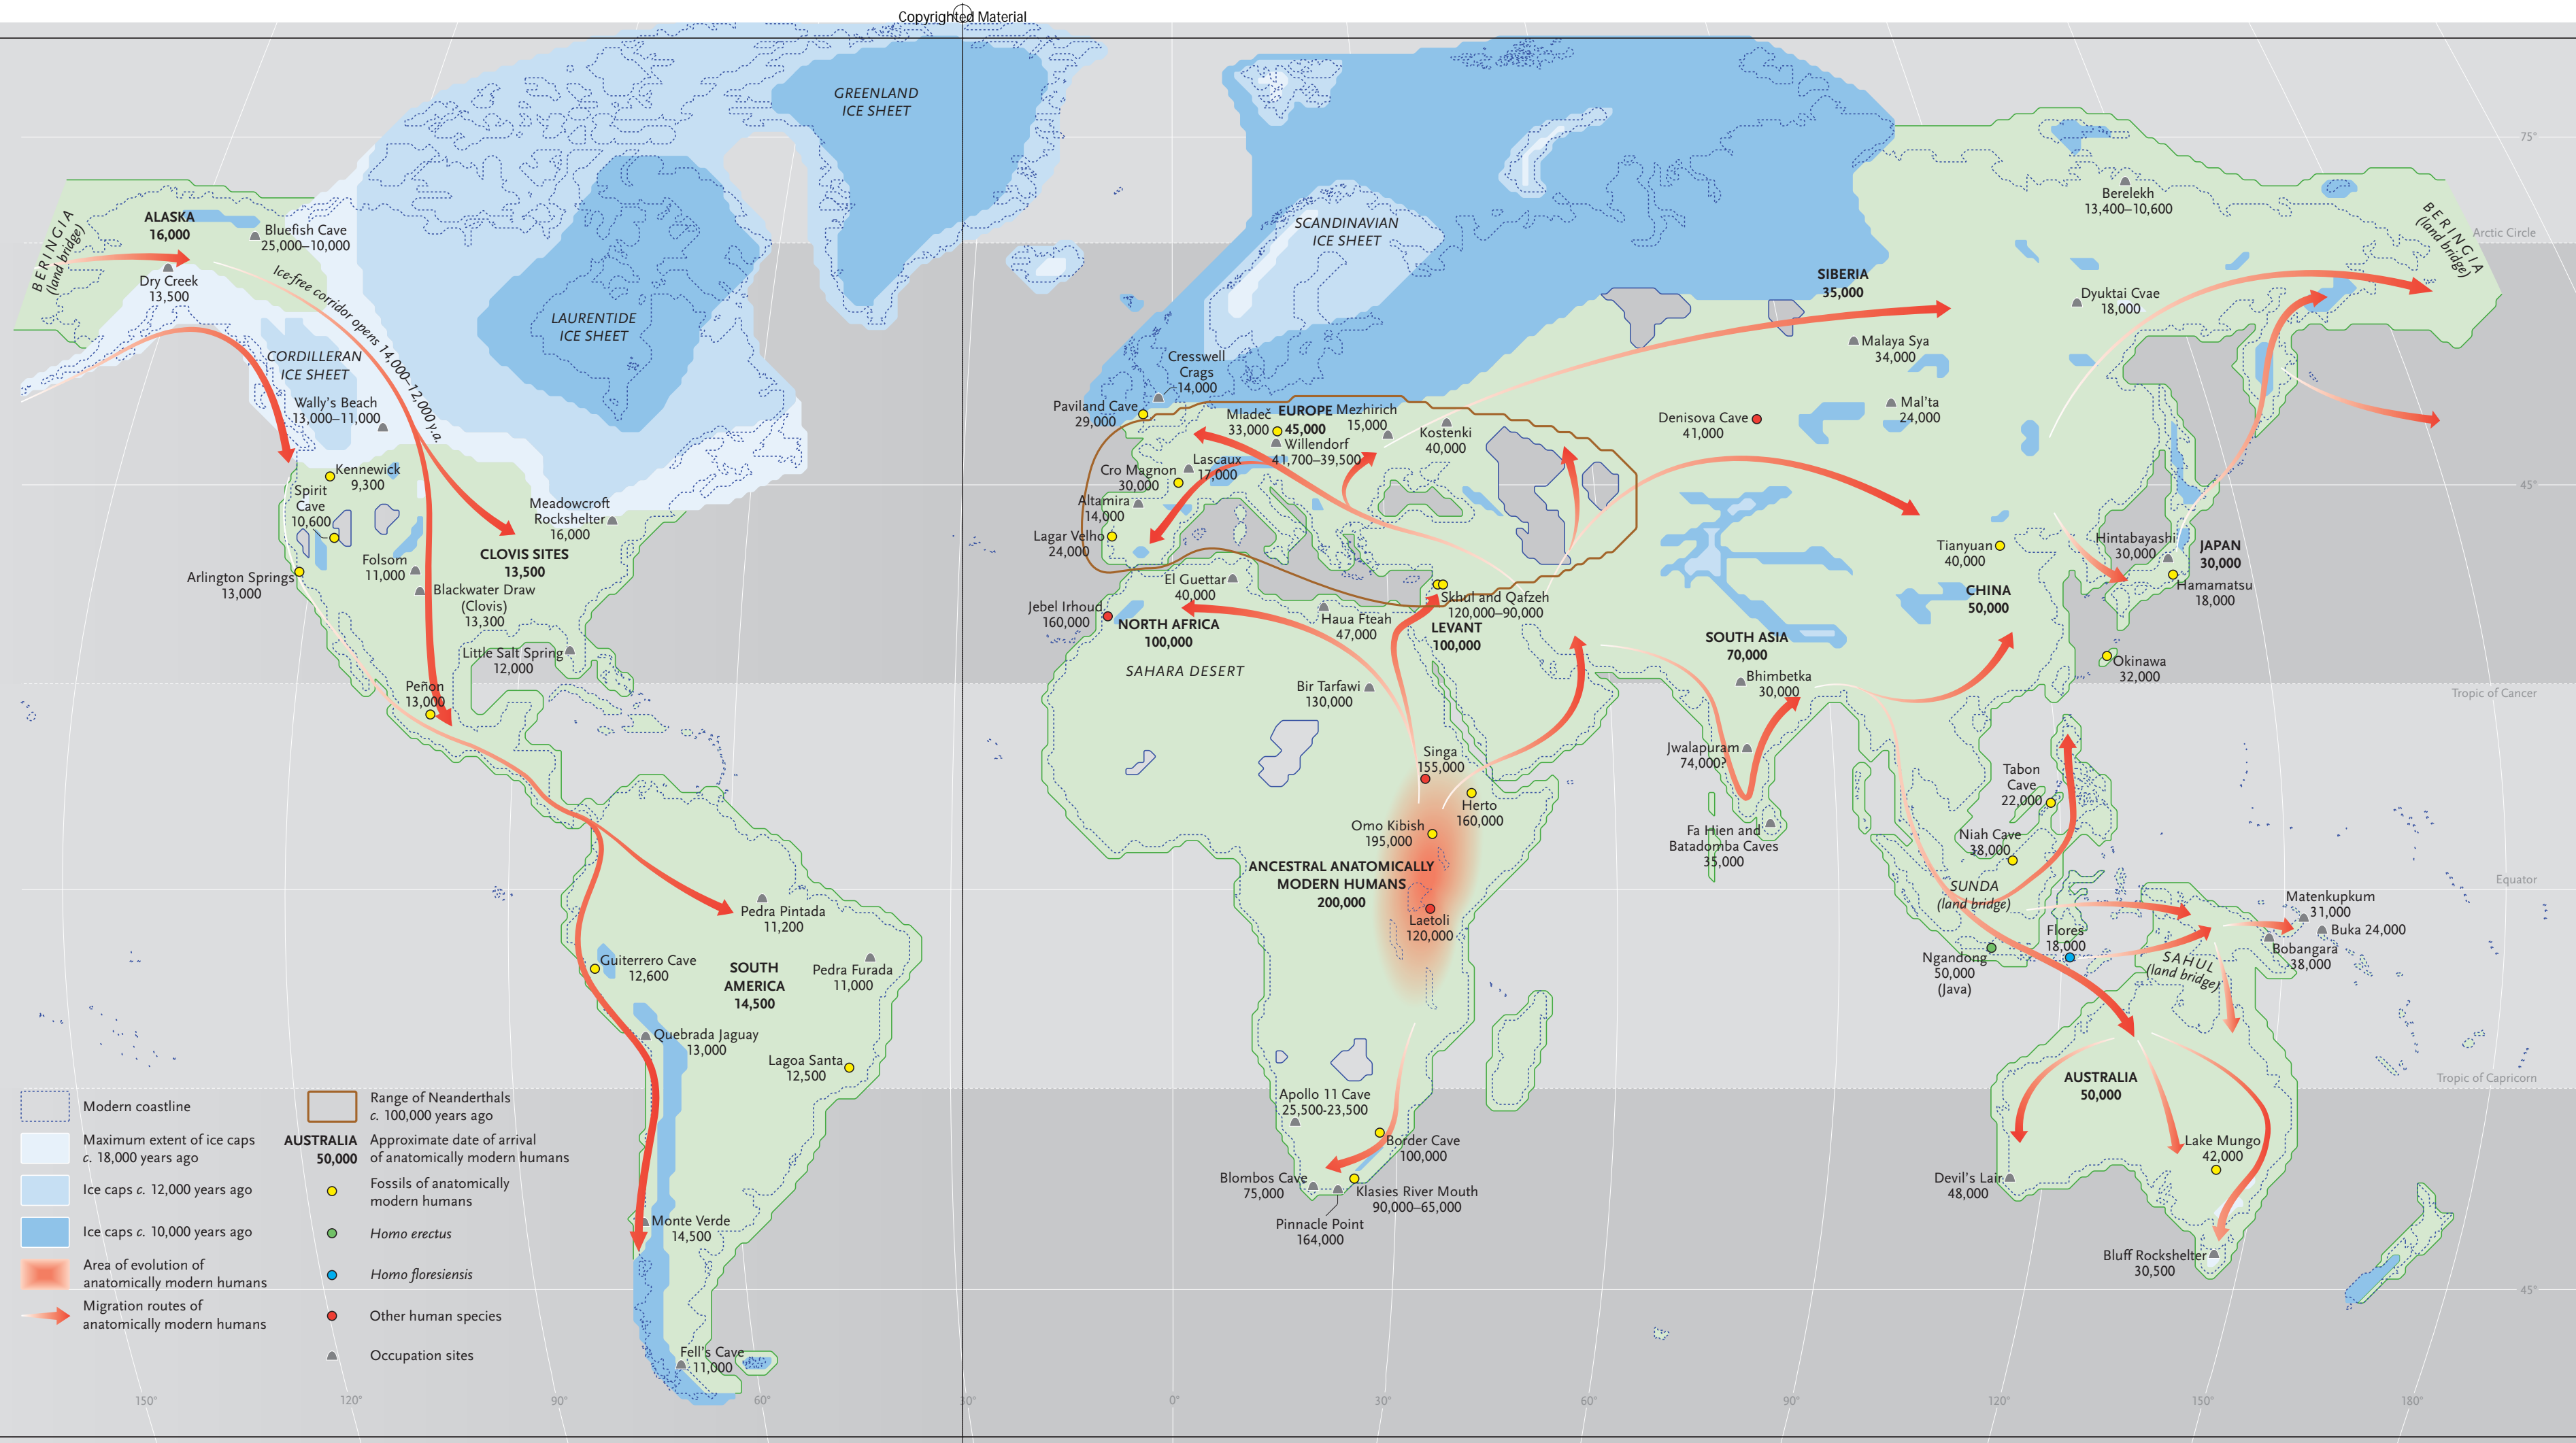 Copyrighted Material
GREENLAND
ICE SHEET
75°
BERINGIA
(land bridge)
ALASKA
16,000
Bluefish Cave
25,000–10,000
Dry Creek
13,500
Ice-free corridor opens 14,000–12,000 y.a.
LAURENTIDE
ICE SHEET
CORDILLERAN
ICE SHEET
Wally's Beach
13,000–11,000
Kennewick
9,300
Spirit
Cave
10,600
Meadowcroft
Rockshelter
16,000
CLOVIS SITES
13,500
Folsom
11,000
Arlington Springs
13,000
Blackwater Draw
(Clovis)
13,300
Little Salt Spring
12,000
Peñon
13,000
Pedra Pintada
11,200
Guiterrero Cave
12,600
SOUTH
AMERICA
14,500
Pedra Furada
11,000
Quebrada Jaguay
13,000
Lagoa Santa
12,500
Monte Verde
14,500
Fell's Cave
11,000
SCANDINAVIAN
ICE SHEET
SIBERIA
35,000
Berelekh
13,400–10,600
BERINGIA
(land bridge)
Arctic Circle
Dyuktai Cvae
18,000
Malaya Sya
34,000
Mal'ta
24,000
Denisova Cave
41,000
Cresswell
Crags
14,000
Paviland Cave
29,000
Mladeč
33,000
EUROPE
45,000
Mezhirich
15,000
Kostenki
40,000
Willendorf
41,700–39,500
Lascaux
17,000
Cro Magnon
30,000
Altamira
14,000
Lagar Velho
24,000
45°
El Guettar
40,000
Jebel Irhoud
160,000
NORTH AFRICA
100,000
Haua Fteah
47,000
Skhul and Qafzeh
120,000–90,000
LEVANT
100,000
SAHARA DESERT
Bir Tarfawi
130,000
Singa
155,000
Herto
160,000
Omo Kibish
195,000
ANCESTRAL ANATOMICALLY
MODERN HUMANS
200,000
Laetoli
120,000
Apollo 11 Cave
25,500-23,500
Border Cave
100,000
Blombos Cave
75,000
Klasies River Mouth
90,000–65,000
Pinnacle Point
164,000
Tianyuan
40,000
CHINA
50,000
Hintabayashi
30,000
JAPAN
30,000
Hamamatsu
18,000
Okinawa
32,000
Tropic of Cancer
SOUTH ASIA
70,000
Bhimbetka
30,000
Jwalapuram
74,000?
Fa Hien and
Batadomba Caves
35,000
Tabon
Cave
22,000
Niah Cave
38,000
SUNDA
(land bridge)
Equator
Matenkupkum
31,000
Buka 24,000
Bobangara
38,000
Flores
18,000
Ngandong
50,000
(Java)
SAHUL
(land bridge)
Tropic of Capricorn
AUSTRALIA
50,000
Lake Mungo
42,000
Devil's Lair
48,000
Bluff Rockshelter
30,500
45°
Modern coastline
Maximum extent of ice caps
c. 18,000 years ago
Ice caps c. 12,000 years ago
Ice caps c. 10,000 years ago
Area of evolution of
anatomically modern humans
Migration routes of
anatomically modern humans
Range of Neanderthals
c. 100,000 years ago
AUSTRALIA
50,000
Approximate date of arrival
of anatomically modern humans
Fossils of anatomically
modern humans
Homo erectus
Homo floresiensis
Other human species
Occupation sites
150°
120°
90°
60°
30°
0°
30°
60°
90°
120°
150°
180°